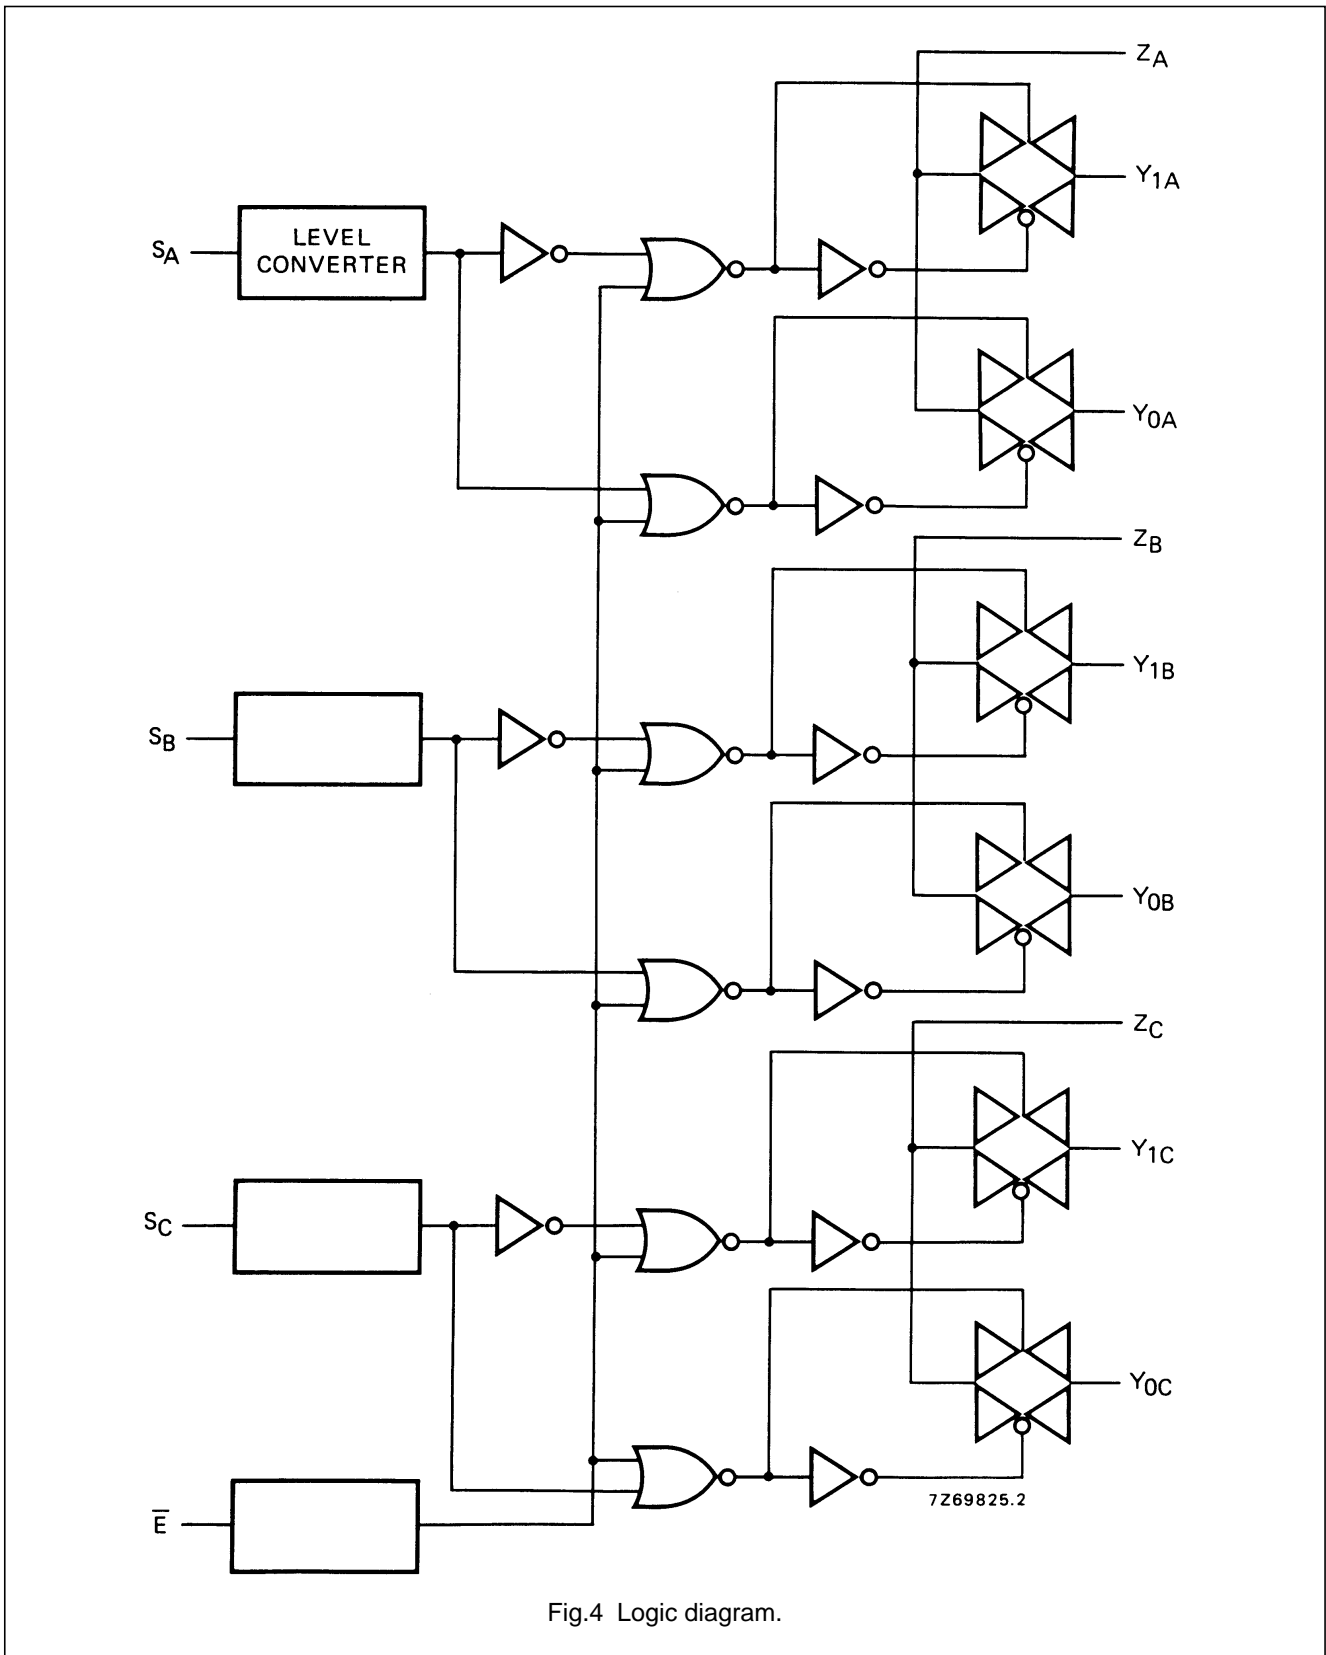 ZA
Y1A
SA
LEVEL
CONVERTER
Y0A
ZB
Y1B
SB
Y0B
ZC
Y1C
SC
Y0C
7Z69825.2
E̅
Fig.4 Logic diagram.